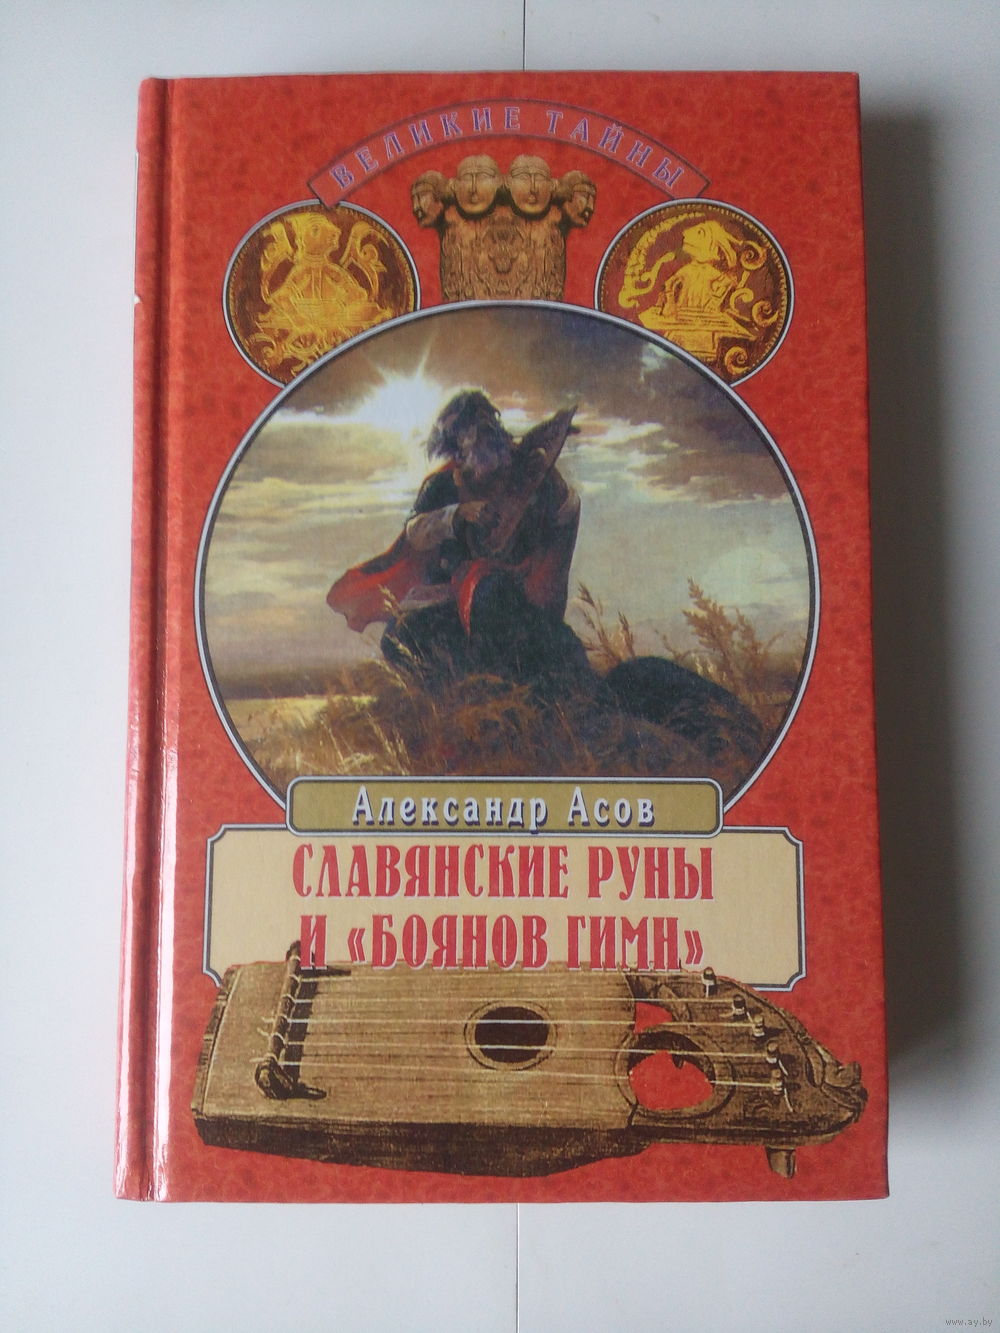 ВЕЛИКИЕ ТАЙНЫ
Александр Асов
СЛАВЯНСКИЕ РУНЫ
И «БОЯНОВ ГИМН»
www.ay.by